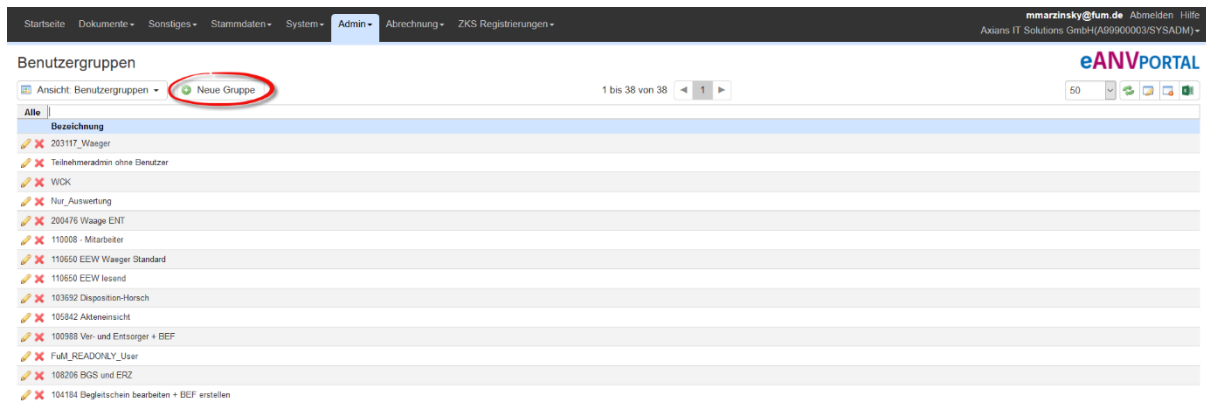 Startseite Dokumente Sonstiges Stammdaten System Admin Abrechnung ZKS Registrierungen mmarzinsky@fum.de Abmelden Hilfe
Axians IT Solutions GmbH(A99900003/SYSADM)
Benutzergruppen eANVPORTAL
Ansicht: Benutzergruppen Neue Gruppe 1 bis 38 von 38 1 50
Alle
Bezeichnung
203117_Waeger
Teilnehmeradmin ohne Benutzer
WCK
Nur_Auswertung
200476 Waage ENT
110008 - Mitarbeiter
110650 EEW Waeger Standard
110650 EEW lesend
103692 Disposition-Horsch
105842 Akteneinsicht
100988 Ver- und Entsorger + BEF
FuM_READONLY_User
108206 BGS und ERZ
104184 Begleitschein bearbeiten + BEF erstellen